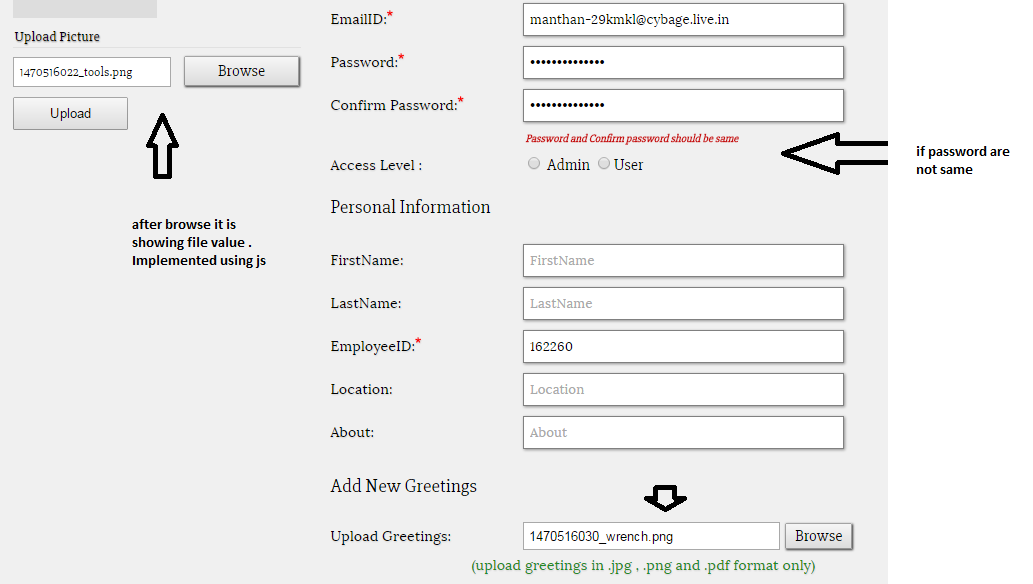 Upload Picture
1470516022_tools.png
Browse
Upload
after browse it is
showing file value .
Implemented using js
EmailID:*
manthan-29kmkl@cybage.live.in
Password:*
••••••••••••••
Confirm Password:*
••••••••••••••
Password and Confirm password should be same
if password are
not same
Access Level :
Admin
User
Personal Information
FirstName:
FirstName
LastName:
LastName
EmployeeID:*
162260
Location:
Location
About:
About
Add New Greetings
Upload Greetings:
1470516030_wrench.png
Browse
(upload greetings in .jpg , .png and .pdf format only)